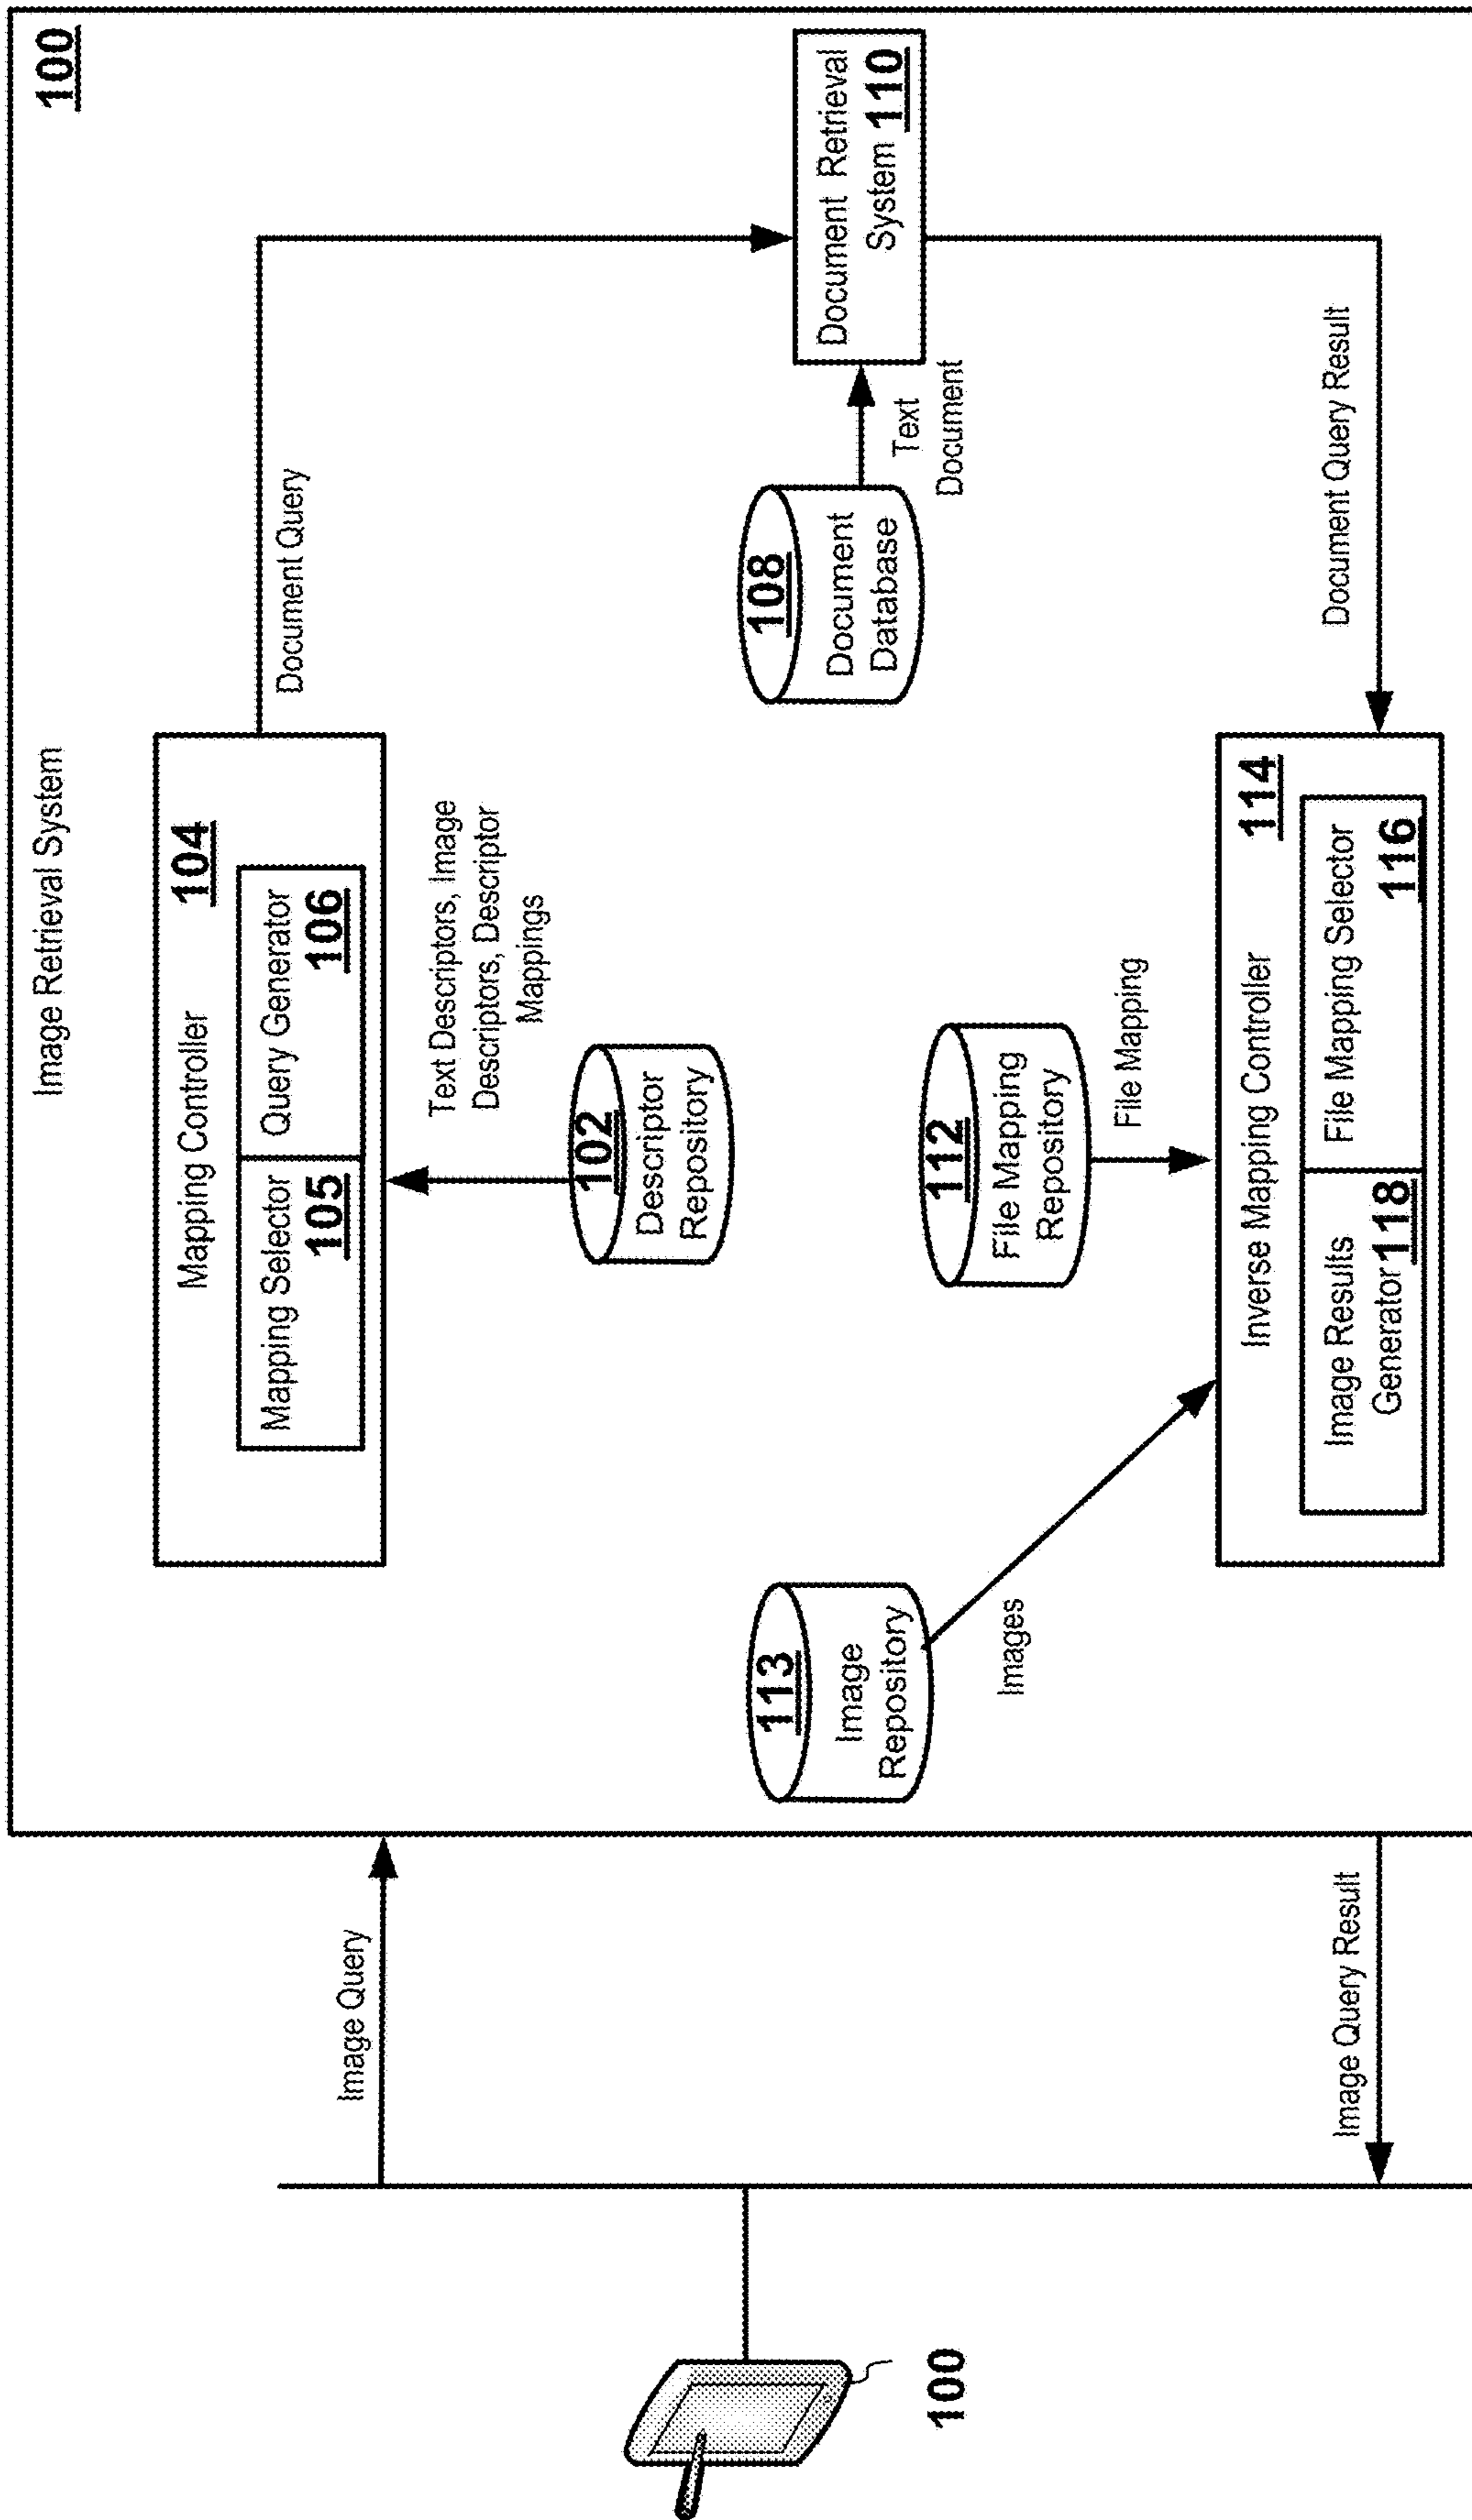 Image Retrieval System
100
Mapping Controller
104
Mapping Selector
105
Query Generator
106
Document Query
Image Query
Text Descriptors, Image
Descriptors, Descriptor
Mappings
102
Descriptor
Repository
113
Image
Repository
Images
108
Document
Database
Text
Document
Document Retrieval
System 110
112
File Mapping
Repository
File Mapping
100
Inverse Mapping Controller
114
Image Results
Generator 118
File Mapping Selector
116
Document Query Result
Image Query Result